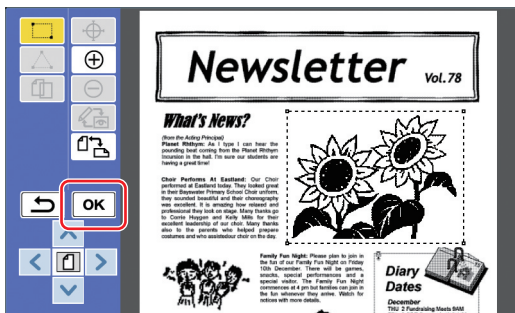 OK
Newsletter Vol. 78
What's News?
(from the Acting Principal)
Planet Rhthym: As I type I can hear the
pounding beat coming from the Planet Rhthym
Incursion in the hall. I'm sure our students are
having a great time!
Choir Performs At Eastland: Our Choir
performed at Eastland today. They looked great
in their Bayswater Primary School Choir uniform,
they sounded beautiful and their choreography
was excellent. It is amazing how relaxed and
professional they look on stage. Many thanks go
to Corrie Haygen and Kelly Mills for their
excellent leadership of our choir. Many thanks
also to the parents who helped prepare
costumes and who assisted our choir on the day.
Family Fun Night: Please plan to join in
the fun of our Family Fun Night on Friday
10th December. There will be games,
snacks, special performances and a
special visitor. The Family Fun Night
commences at 4 pm but families can join in
the fun whenever they arrive. Watch for
notices with more details.
Diary
Dates
December
THU 2 Fundraising Meets 9AM